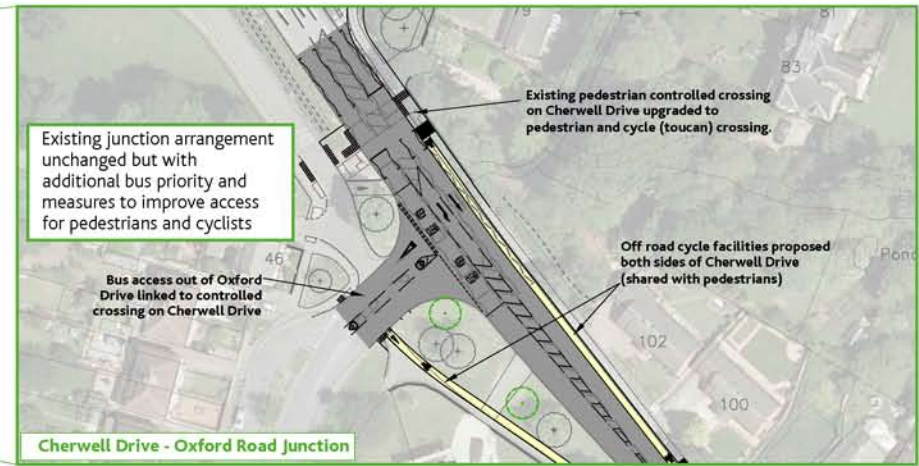 79
81
83
Existing pedestrian controlled crossing
on Cherwell Drive upgraded to
pedestrian and cycle (toucan) crossing.
Existing junction arrangement
unchanged but with
additional bus priority and
measures to improve access
for pedestrians and cyclists
Off road cycle facilities proposed
both sides of Cherwell Drive
(shared with pedestrians)
Pond
46
Bus access out of Oxford
Drive linked to controlled
crossing on Cherwell Drive
102
100
Cherwell Drive - Oxford Road Junction